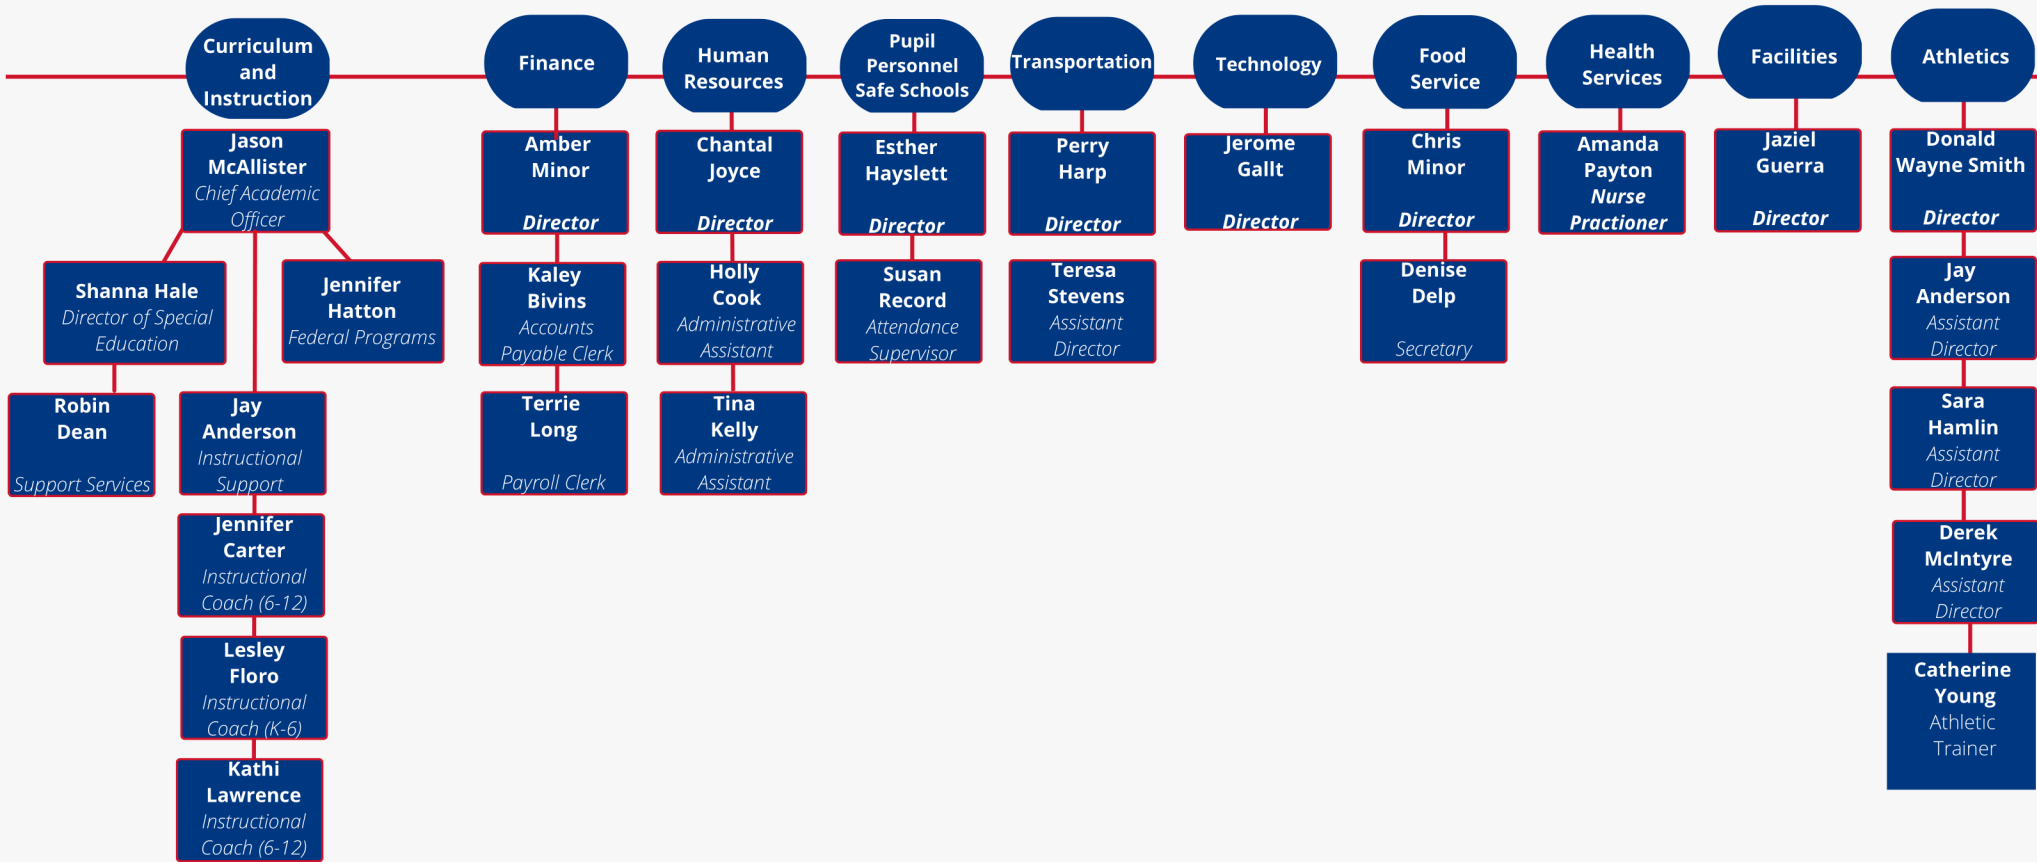 Curriculum
and
Instruction
Finance
Human
Resources
Pupil
Personnel
Safe Schools
Transportation
Technology
Food
Service
Health
Services
Facilities
Athletics
Jason
McAllister
Chief Academic
Officer
Shanna Hale
Director of Special
Education
Jennifer
Hatton
Federal Programs
Robin
Dean
Support Services
Jay
Anderson
Instructional
Support
Jennifer
Carter
Instructional
Coach (6-12)
Lesley
Floro
Instructional
Coach (K-6)
Kathi
Lawrence
Instructional
Coach (6-12)
Amber
Minor
Director
Kaley
Bivins
Accounts
Payable Clerk
Terrie
Long
Payroll Clerk
Chantal
Joyce
Director
Holly
Cook
Administrative
Assistant
Tina
Kelly
Administrative
Assistant
Esther
Hayslett
Director
Susan
Record
Attendance
Supervisor
Perry
Harp
Director
Teresa
Stevens
Assistant
Director
Jerome
Gallt
Director
Chris
Minor
Director
Denise
Delp
Secretary
Amanda
Payton
Nurse
Practioner
Jaziel
Guerra
Director
Donald
Wayne Smith
Director
Jay
Anderson
Assistant
Director
Sara
Hamlin
Assistant
Director
Derek
McIntyre
Assistant
Director
Catherine
Young
Athletic
Trainer